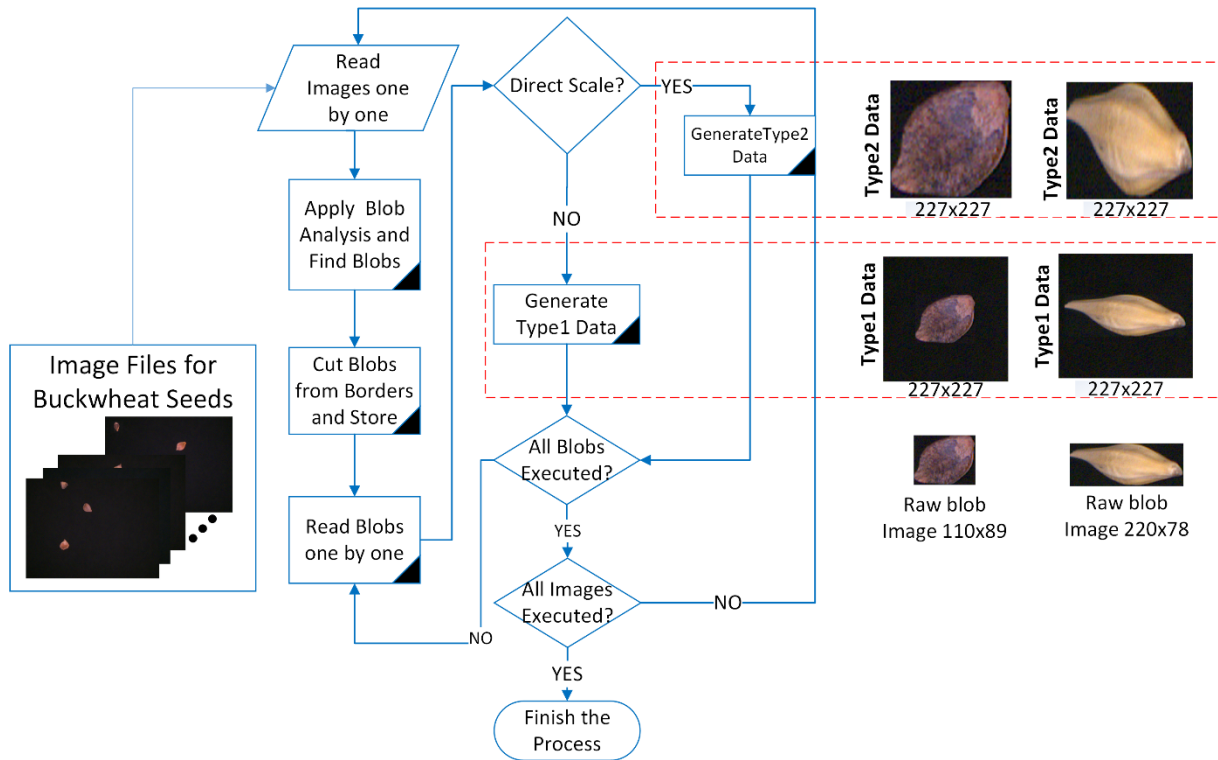 Read
Images one
by one
Direct Scale?
YES
GenerateType2
Data
Type2 Data
227x227
Type2 Data
227x227
Apply Blob
Analysis and
Find Blobs
NO
Generate
Type1 Data
Type1 Data
227x227
Type1 Data
227x227
Image Files for
Buckwheat Seeds
Cut Blobs
from Borders
and Store
All Blobs
Executed?
Raw blob
Image 110x89
Raw blob
Image 220x78
Read Blobs
one by one
YES
NO
All Images
Executed?
NO
YES
Finish the
Process